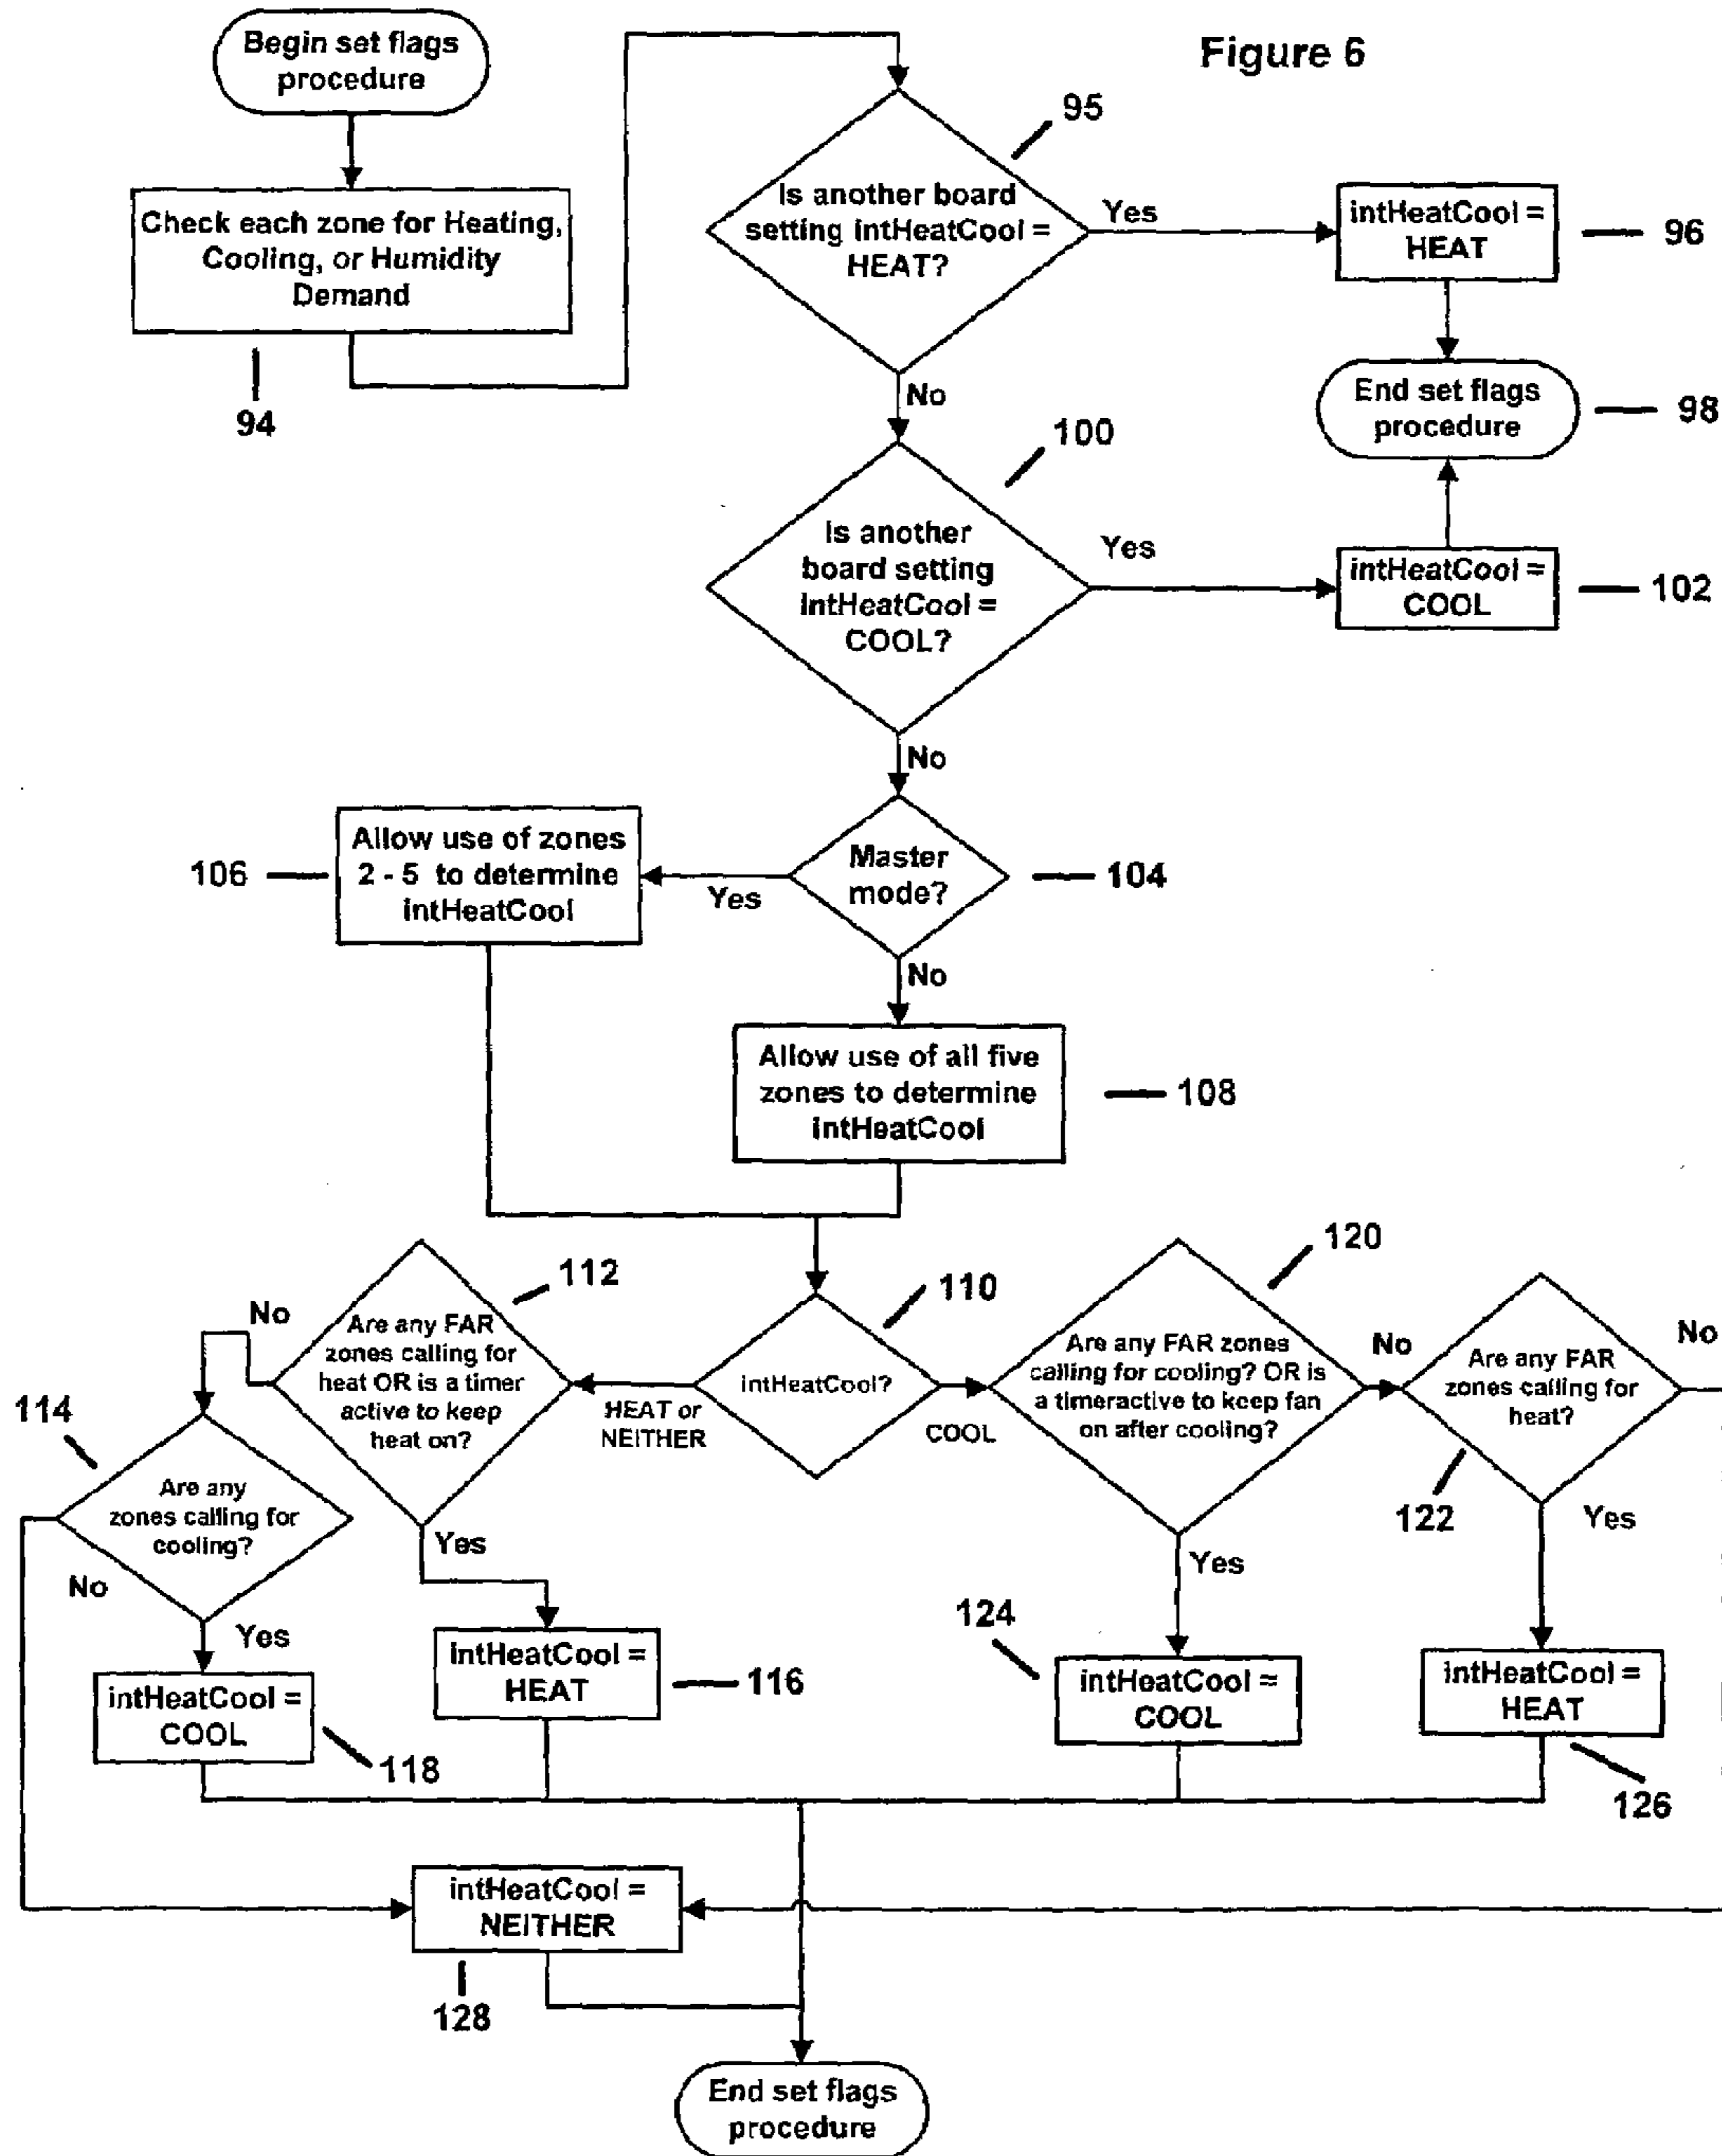 Figure 6
Begin set flags
procedure
Check each zone for Heating,
Cooling, or Humidity
Demand
94
95
Is another board
setting intHeatCool =
HEAT?
Yes
intHeatCool =
HEAT
96
End set flags
procedure
98
No
100
Is another
board setting
intHeatCool =
COOL?
Yes
intHeatCool =
COOL
102
No
Master
mode?
104
Yes
Allow use of zones
2 - 5 to determine
intHeatCool
106
No
Allow use of all five
zones to determine
intHeatCool
108
110
intHeatCool?
HEAT or
NEITHER
COOL
112
Are any FAR
zones calling for
heat OR is a timer
active to keep
heat on?
No
Yes
114
Are any
zones calling for
cooling?
No
Yes
intHeatCool =
HEAT
116
intHeatCool =
COOL
118
120
Are any FAR zones
calling for cooling? OR is
a timeractive to keep fan
on after cooling?
No
Yes
Are any FAR
zones calling for
heat?
122
No
Yes
124
intHeatCool =
COOL
intHeatCool =
HEAT
126
intHeatCool =
NEITHER
128
End set flags
procedure